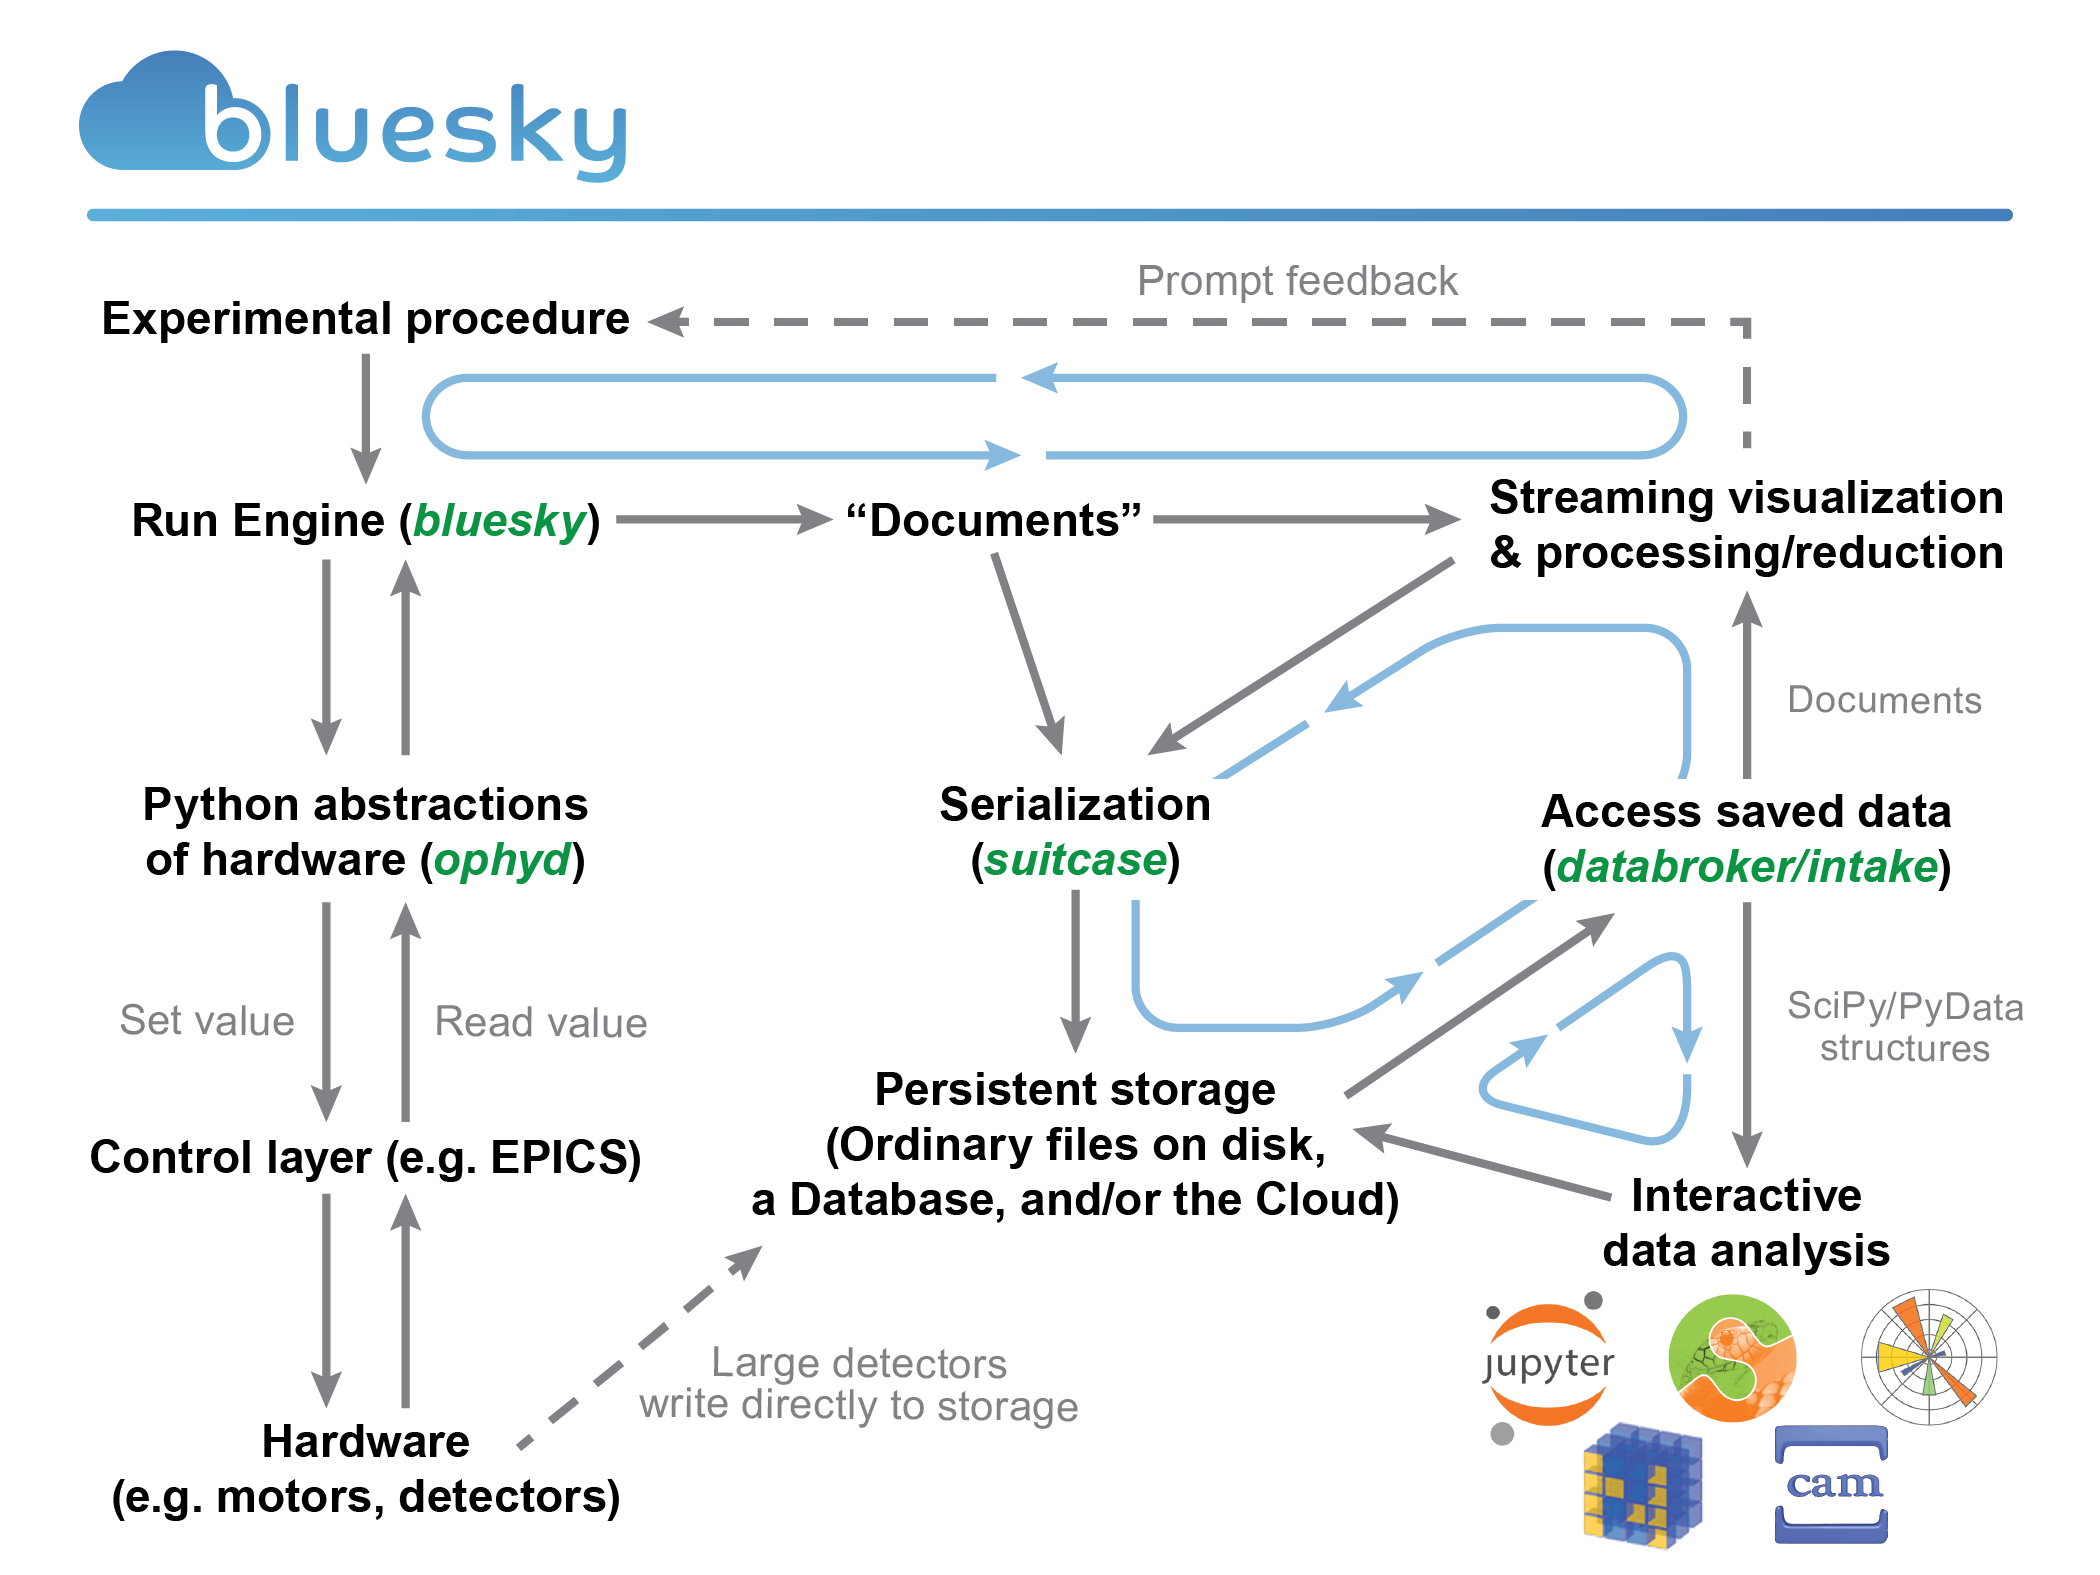 bluesky
Prompt feedback
Experimental procedure
Run Engine (bluesky)
“Documents”
Streaming visualization
& processing/reduction
Documents
Python abstractions
of hardware (ophyd)
Serialization
(suitcase)
Access saved data
(databroker/intake)
Set value
Read value
SciPy/PyData
structures
Control layer (e.g. EPICS)
Persistent storage
(Ordinary files on disk,
a Database, and/or the Cloud)
Interactive
data analysis
Large detectors
write directly to storage
Hardware
(e.g. motors, detectors)
jupyter
cam